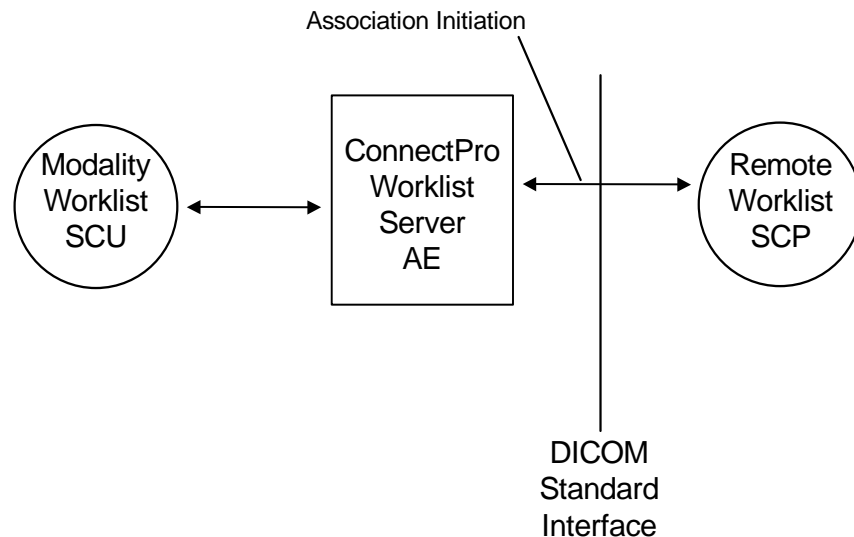 Association Initiation
Modality
Worklist
SCU
ConnectPro
Worklist
Server
AE
Remote
Worklist
SCP
DICOM
Standard
Interface